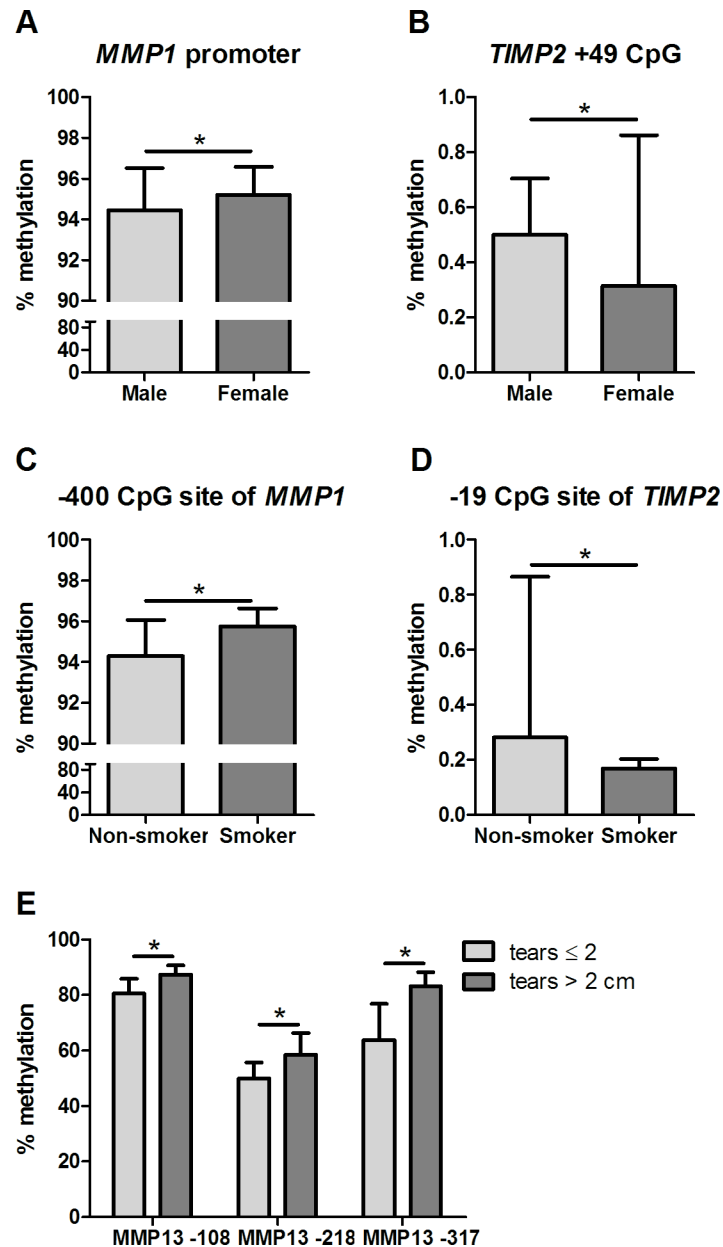 A
MMP1 promoter
% methylation
100
98
96
94
92
90
80
40
0
Male Female
*
B
TIMP2 +49 CpG
% methylation
1.0
0.8
0.6
0.4
0.2
0.0
Male Female
*
C
-400 CpG site of MMP1
% methylation
100
98
96
94
92
90
80
40
0
Non-smoker Smoker
*
D
-19 CpG site of TIMP2
% methylation
1.0
0.8
0.6
0.4
0.2
0.0
Non-smoker Smoker
*
E
% methylation
100
80
60
40
20
0
* * *
MMP13 -108 MMP13 -218 MMP13 -317
tears ≤ 2
tears > 2 cm